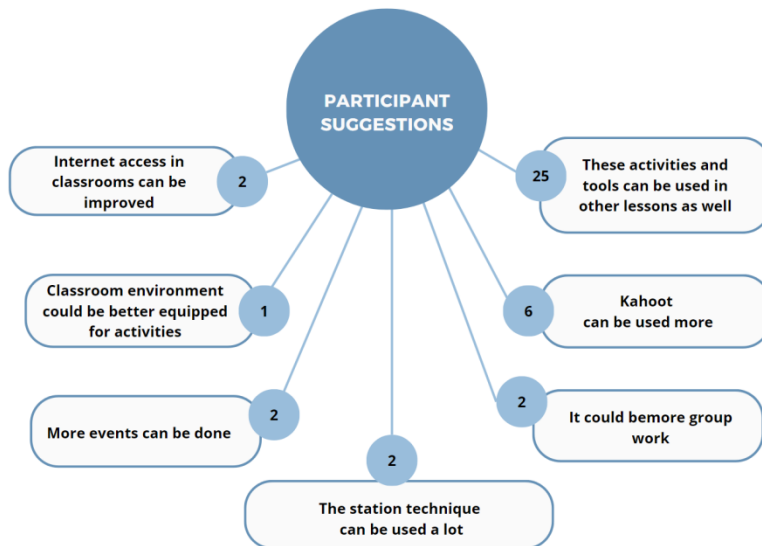 PARTICIPANT
SUGGESTIONS
Internet access in
classrooms can be
improved
2
25
These activities and
tools can be used in
other lessons as well
Classroom environment
could be better equipped
for activities
1
6
Kahoot
can be used more
More events can be done
2
2
It could bemore group
work
2
The station technique
can be used a lot